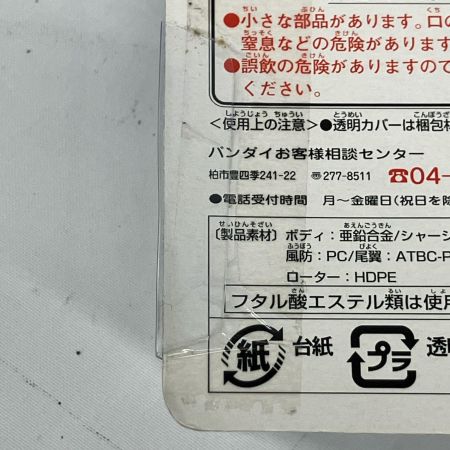 ●小さな部品があります。口の
窒息などの危険があります
●誤飲の危険がありますので
ください。
<使用上の注意>●透明カバーは梱包材
バンダイお客様相談センター
柏市豊四季241-22 〒277-8511 ☎04-
●電話受付時間 月～金曜日(祝日を除
〔製品素材〕ボディ:亜鉛合金/シャーシ
風防:PC/尾翼:ATBC-P
ローター:HDPE
フタル酸エステル類は使用
紙 台紙 プラ 透明